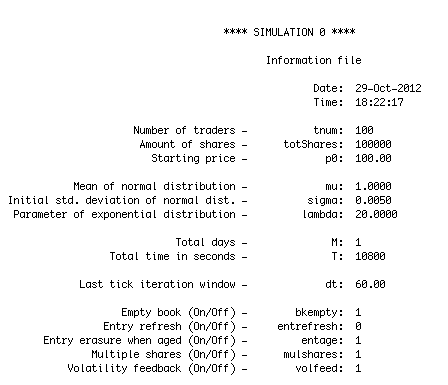 **** SIMULATION 0 ****
Information file
Date: 29-Oct-2012
Time: 18:22:17
Number of traders - tnum: 100
Amount of shares - totShares: 100000
Starting price - p0: 100.00
Mean of normal distribution - mu: 1.0000
Initial std. deviation of normal dist. - sigma: 0.0050
Parameter of exponential distribution - lambda: 20.0000
Total days - M: 1
Total time in seconds - T: 10800
Last tick iteration window - dt: 60.00
Empty book (On/Off) - bkempty: 1
Entry refresh (On/Off) - entrefresh: 0
Entry erasure when aged (On/Off) - entage: 1
Multiple shares (On/Off) - mulshares: 1
Volatility feedback (On/Off) - volfeed: 1